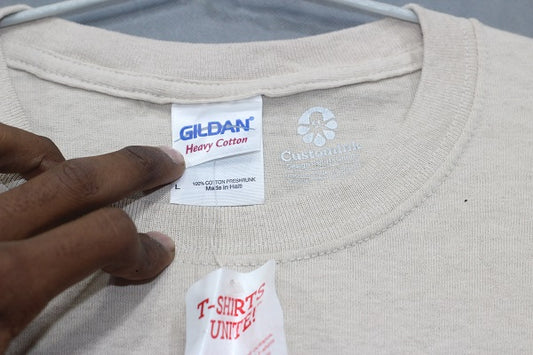 GILDAN®
Heavy Cotton
L
100% COTTON PRESHRUNK
Made in Haiti
T-SHIRTS
UNITE!